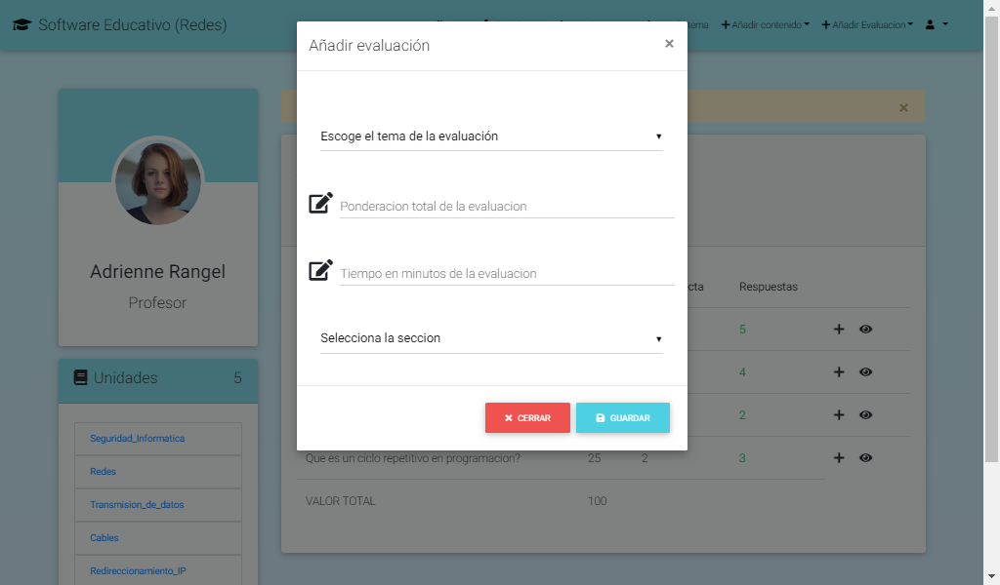 Software Educativo (Redes)
Añadir contenido
Añadir Evaluacion
Añadir evaluación
×
Escoge el tema de la evaluación
Ponderacion total de la evaluacion
Tiempo en minutos de la evaluacion
Selecciona la seccion
CERRAR
GUARDAR
Adrienne Rangel
Profesor
Unidades 5
Seguridad_Informatica
Redes
Transmision_de_datos
Cables
Redireccionamiento_IP
Respuestas
5
4
2
Que es un ciclo repetitivo en programacion? 25 2 3
VALOR TOTAL 100